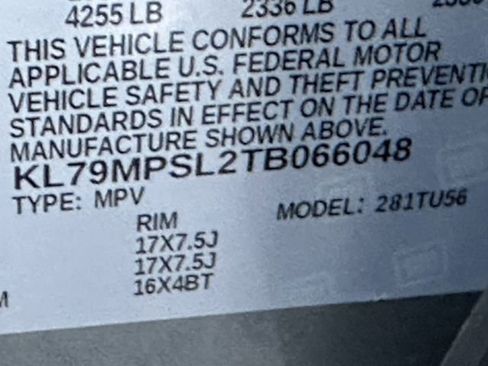 4255 LB 2336 LB
THIS VEHICLE CONFORMS TO ALL
APPLICABLE U.S. FEDERAL MOTOR
VEHICLE SAFETY AND THEFT PREVENTI
STANDARDS IN EFFECT ON THE DATE OF
MANUFACTURE SHOWN ABOVE.
KL79MPSL2TB066048
TYPE: MPV MODEL: 281TU56
RIM
17X7.5J
17X7.5J
16X4BT